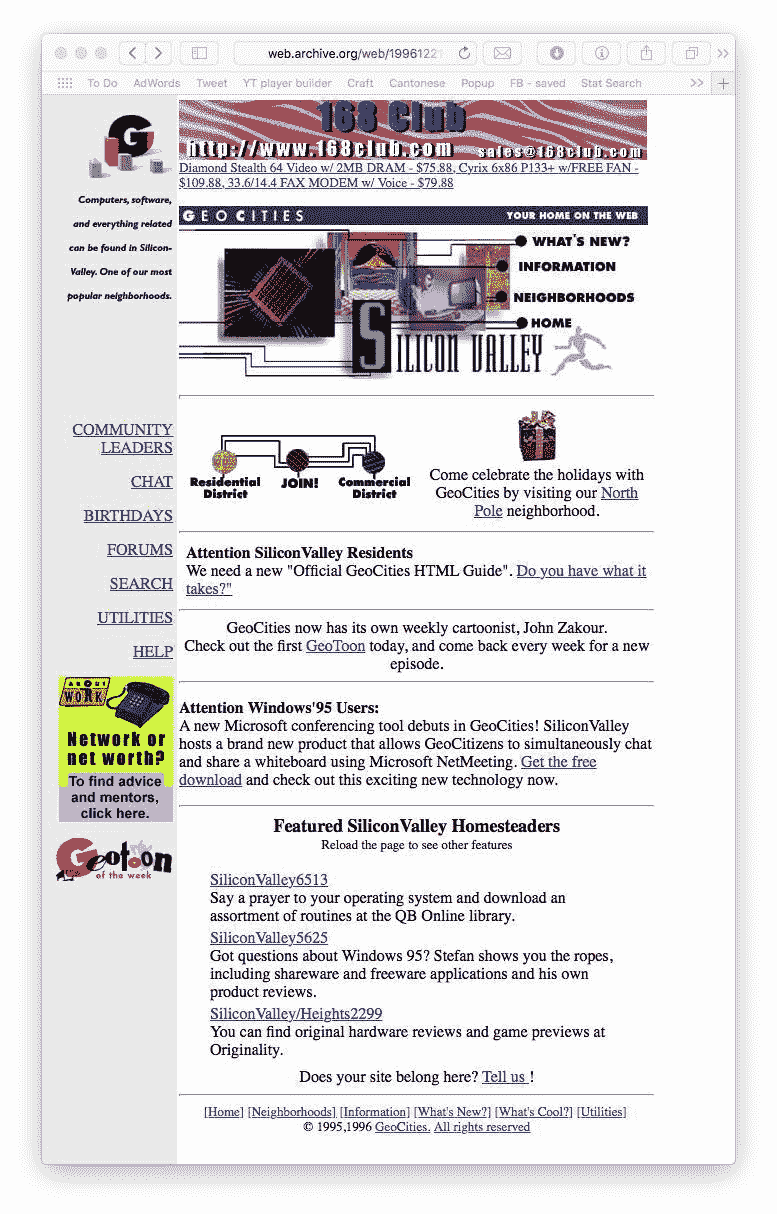 web.archive.org/web/19961221
To Do AdWords Tweet YT player builder Craft Cantonese Popup FB - saved Stat Search
G
Computers, software,
and everything related
can be found in Silicon-
Valley. One of our most
popular neighborhoods.
COMMUNITY
LEADERS
CHAT
BIRTHDAYS
FORUMS
SEARCH
UTILITIES
HELP
ABOUT
WORK
Network or
net worth?
To find advice
and mentors,
click here.
Geotoon
of the week
168 Club
http://www.168club.com sales@168club.com
Diamond Stealth 64 Video w/ 2MB DRAM - $75.88, Cyrix 6x86 P133+ w/FREE FAN -
$109.88, 33.6/14.4 FAX MODEM w/ Voice - $79.88
GEOCITIES YOUR HOME ON THE WEB
WHAT'S NEW?
INFORMATION
NEIGHBORHOODS
HOME
SILICON VALLEY
Residential
District
JOIN!
Commercial
District
Come celebrate the holidays with
GeoCities by visiting our North
Pole neighborhood.
Attention SiliconValley Residents
We need a new "Official GeoCities HTML Guide". Do you have what it
takes?"
GeoCities now has its own weekly cartoonist, John Zakour.
Check out the first GeoToon today, and come back every week for a new
episode.
Attention Windows'95 Users:
A new Microsoft conferencing tool debuts in GeoCities! SiliconValley
hosts a brand new product that allows GeoCitizens to simultaneously chat
and share a whiteboard using Microsoft NetMeeting. Get the free
download and check out this exciting new technology now.
Featured SiliconValley Homesteaders
Reload the page to see other features
SiliconValley6513
Say a prayer to your operating system and download an
assortment of routines at the QB Online library.
SiliconValley5625
Got questions about Windows 95? Stefan shows you the ropes,
including shareware and freeware applications and his own
product reviews.
SiliconValley/Heights2299
You can find original hardware reviews and game previews at
Originality.
Does your site belong here? Tell us !
[Home] [Neighborhoods] [Information] [What's New?] [What's Cool?] [Utilities]
© 1995,1996 GeoCities. All rights reserved